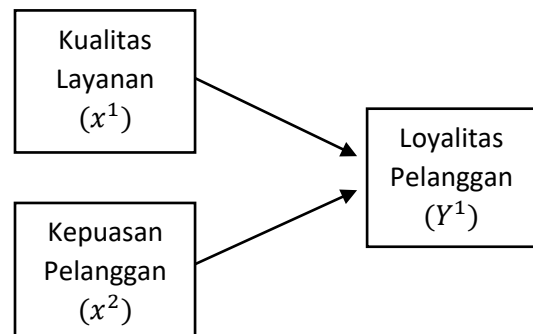 Kualitas
Layanan
(x¹)
Loyalitas
Pelanggan
(Y¹)
Kepuasan
Pelanggan
(x²)